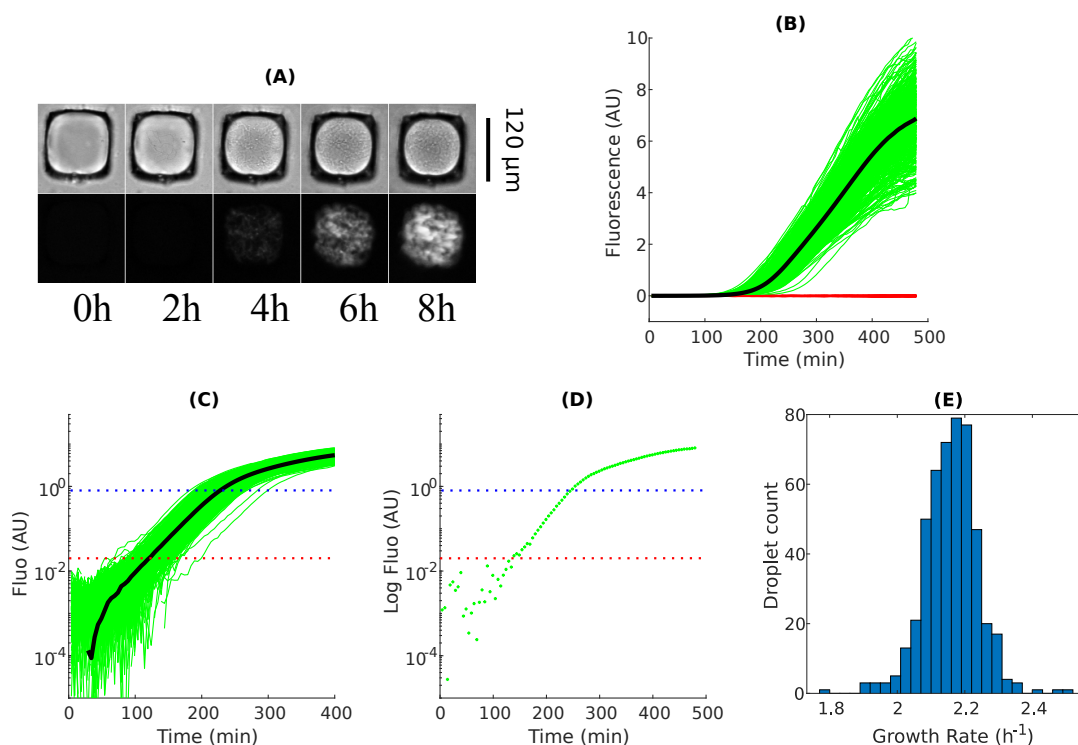 (A)
120 μm
0h 2h 4h 6h 8h
(B)
Fluorescence (AU)
10
8
6
4
2
0
0 100 200 300 400 500
Time (min)
(C)
Fluo (AU)
10^0
10^-2
10^-4
0 100 200 300 400
Time (min)
(D)
Log Fluo (AU)
10^0
10^-2
10^-4
0 100 200 300 400 500
Time (min)
(E)
Droplet count
80
60
40
20
0
1.8 2 2.2 2.4
Growth Rate (h^-1)